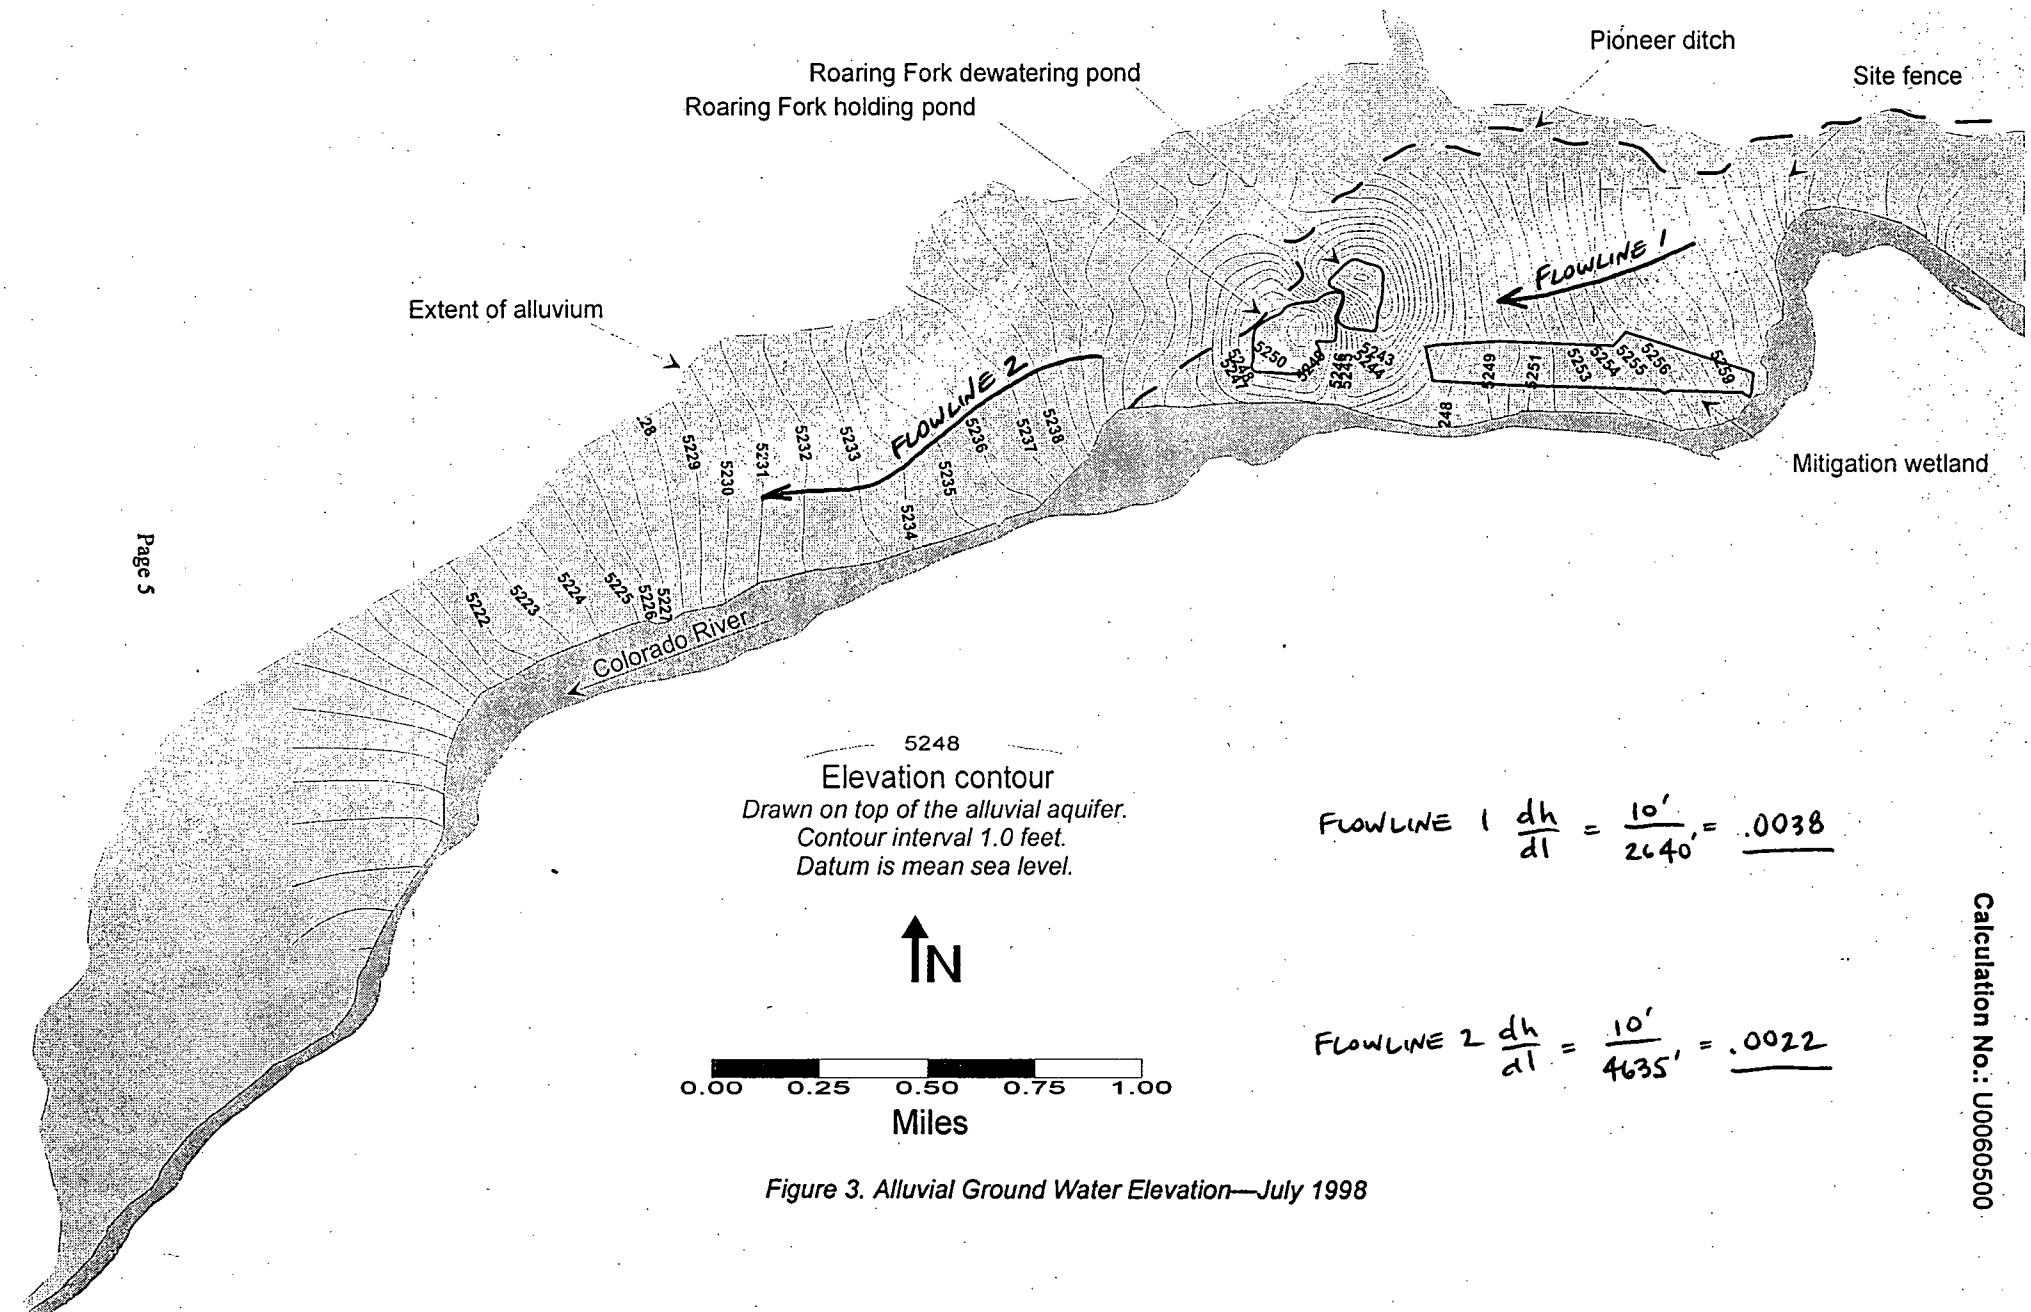 Pioneer ditch
Site fence
Roaring Fork dewatering pond
Roaring Fork holding pond
Extent of alluvium
FLOWLINE 1
FLOWLINE 2
5250
5248
5247
5249
5246
5245
5243
5244
5249
5251
5253
5254
5255
5256
5259
248
Mitigation wetland
28
5229
5230
5231
5232
5233
5234
5235
5236
5237
5238
5222
5223
5224
5225
5226
5227
Colorado River
Page 5
5248
Elevation contour
Drawn on top of the alluvial aquifer.
Contour interval 1.0 feet.
Datum is mean sea level.
N
0.00 0.25 0.50 0.75 1.00
Miles
FLOWLINE 1 dh/dl = 10'/2640' = .0038
FLOWLINE 2 dh/dl = 10'/4635' = .0022
Calculation No.: U0060500
Figure 3. Alluvial Ground Water Elevation—July 1998